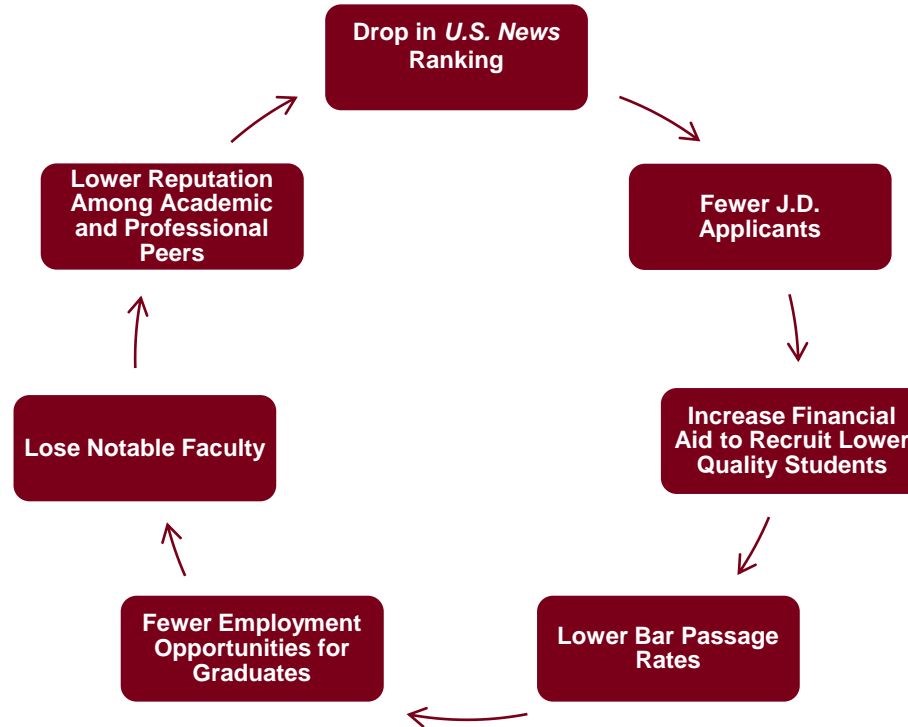 Drop in U.S. News
Ranking
Fewer J.D.
Applicants
Increase Financial
Aid to Recruit Lower
Quality Students
Lower Bar Passage
Rates
Fewer Employment
Opportunities for
Graduates
Lose Notable Faculty
Lower Reputation
Among Academic
and Professional
Peers